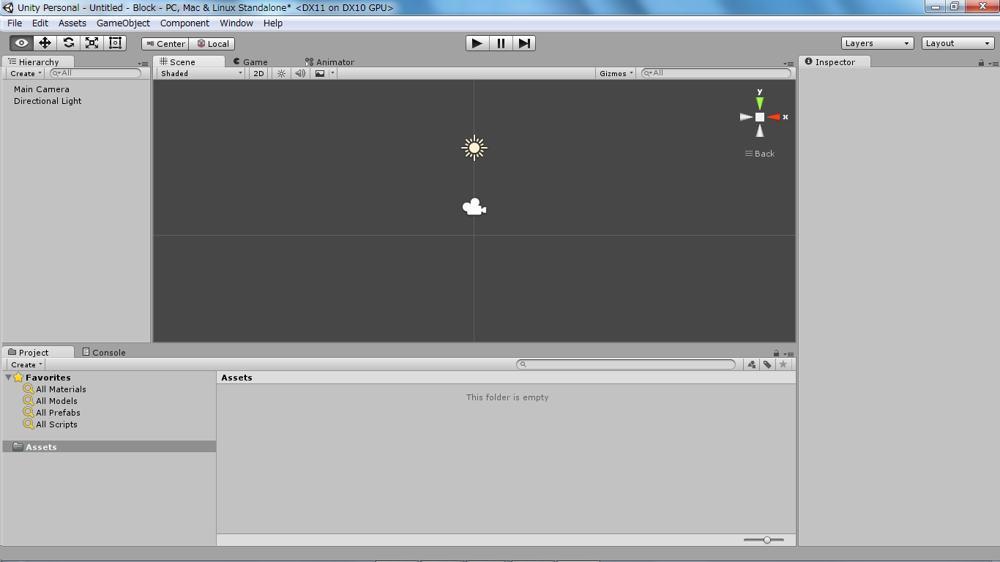 Unity Personal - Untitled - Block - PC, Mac & Linux Standalone* <DX11 on DX10 GPU>
File Edit Assets GameObject Component Window Help
Center Local Layers Layout
Hierarchy
Create All
Main Camera
Directional Light
Scene Game Animator
Shaded 2D Gizmos All
y
x
Back
Inspector
Project Console
Create
Favorites
All Materials
All Models
All Prefabs
All Scripts
Assets
Assets
This folder is empty